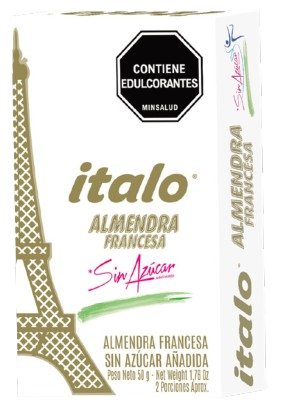 CONTIENE
EDULCORANTES
MINSALUD
italo®
ALMENDRA
FRANCESA
*Sin Azúcar
ALMENDRA FRANCESA
SIN AZÚCAR AÑADIDA
Peso Neto 50 g - Net Weight 1,76 Oz
2 Porciones Aprox.
italo®
ALMENDRA
FRANCESA
*Sin Azúcar